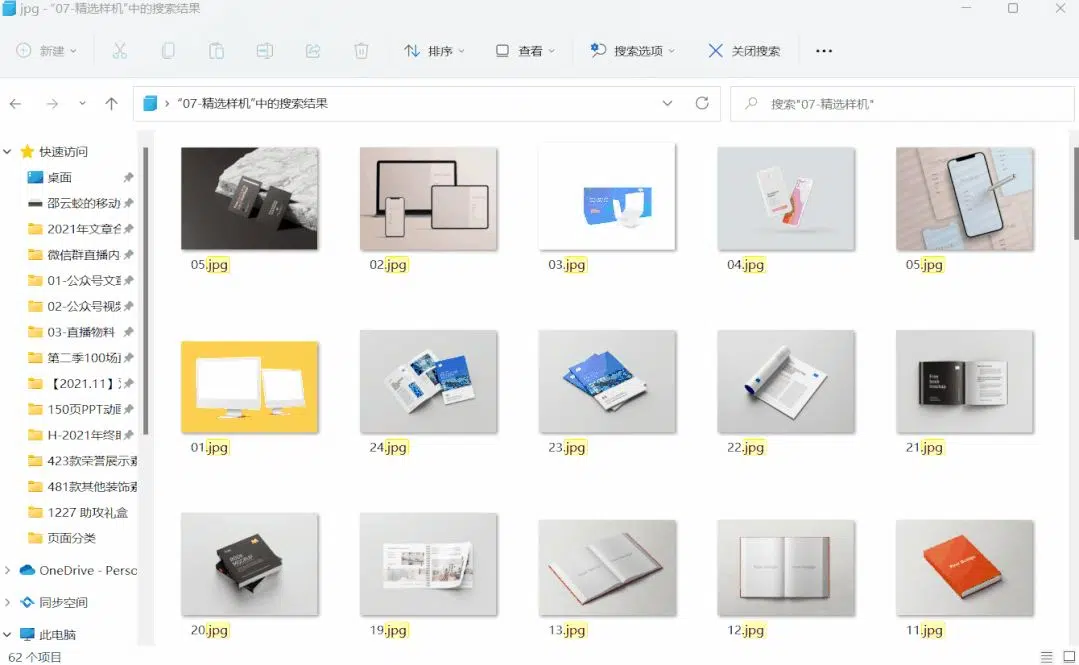 jpg - "07-精选样机"中的搜索结果
新建
排序
查看
搜索选项
关闭搜索
"07-精选样机"中的搜索结果
搜索"07-精选样机"
快速访问
桌面
邵云蛟的移动
2021年文章合
微信群直播内
01-公众号文章
02-公众号视频
03-直播物料
第二季100场
【2021.11】
150页PPT动画
H-2021年终
423款荣誉展示素
481款其他装饰素
1227 助攻礼盒
页面分类
OneDrive - Perso
同步空间
此电脑
05.jpg
02.jpg
03.jpg
04.jpg
05.jpg
01.jpg
24.jpg
23.jpg
22.jpg
21.jpg
20.jpg
19.jpg
13.jpg
12.jpg
11.jpg
62 个项目